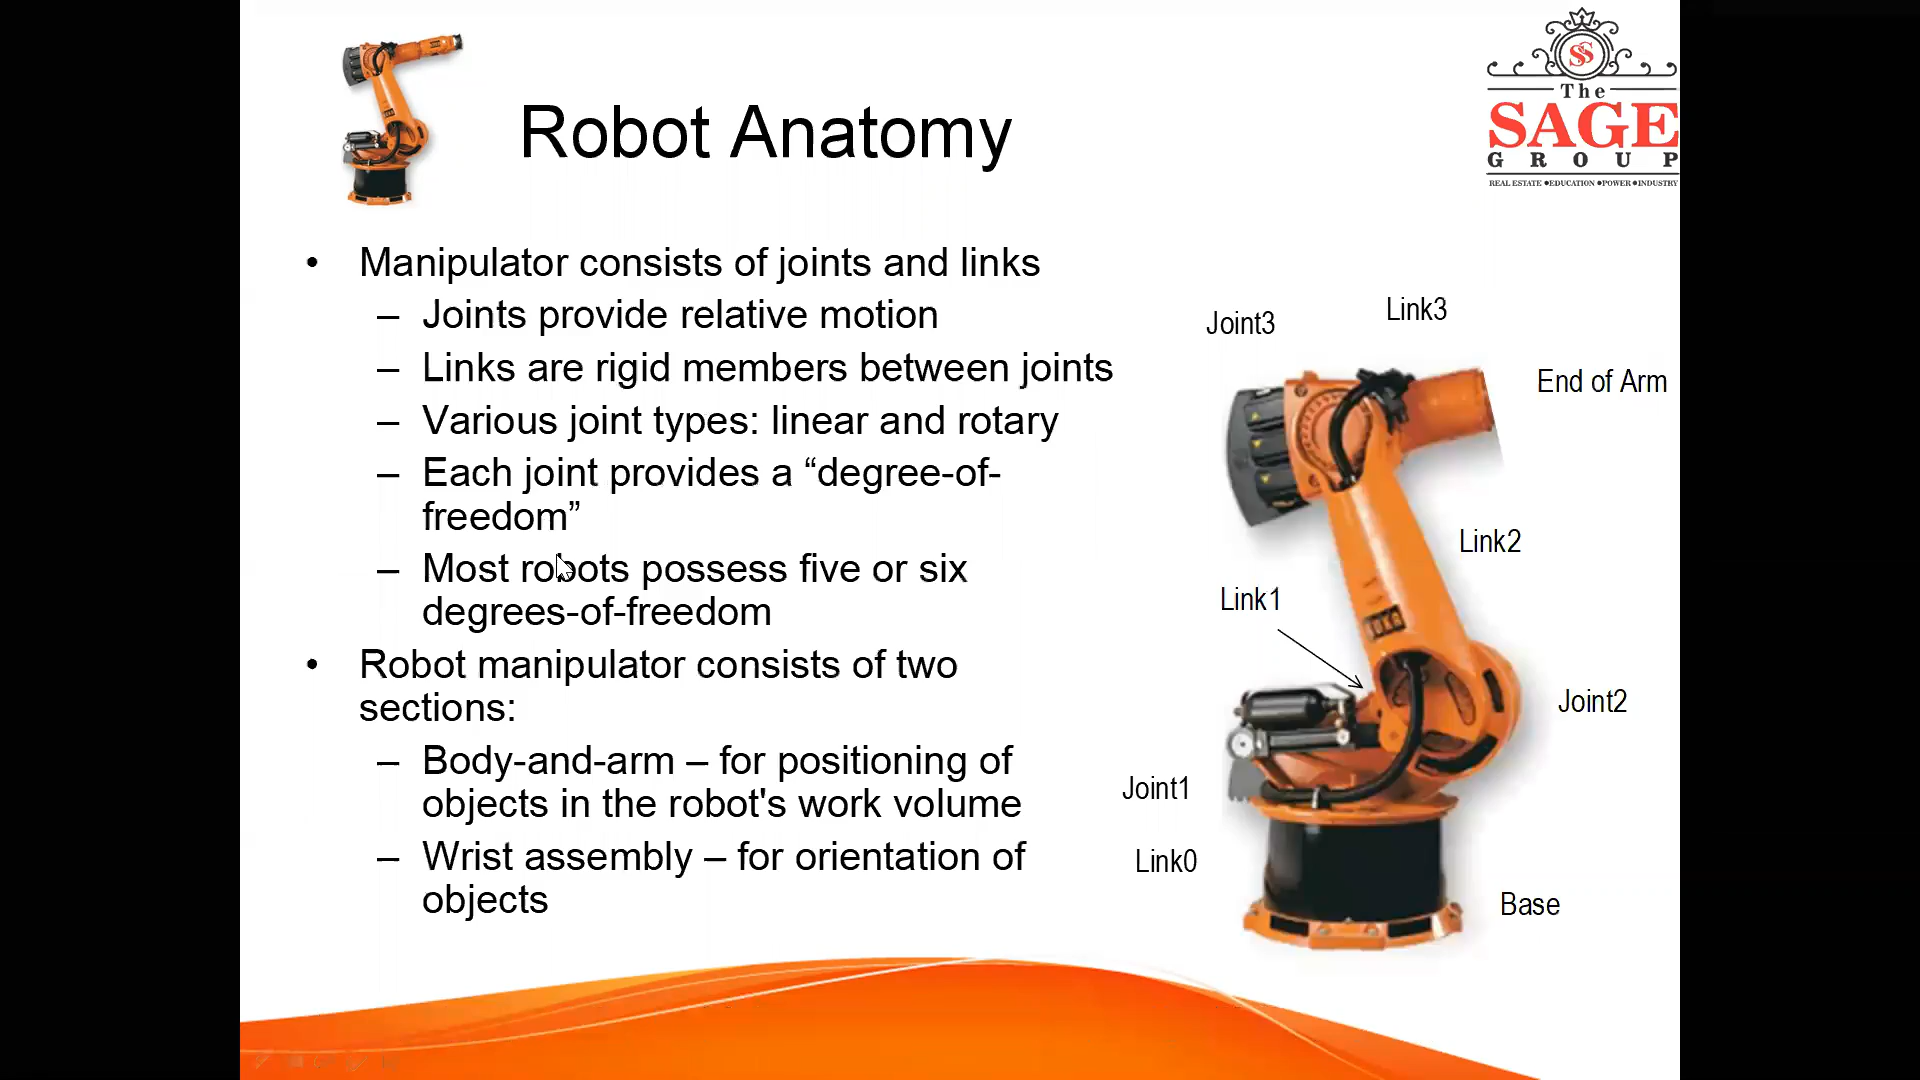 Robot Anatomy
SS
The
SAGE
GROUP
REAL ESTATE ●EDUCATION ●POWER ●INDUSTRY
• Manipulator consists of joints and links
– Joints provide relative motion
– Links are rigid members between joints
– Various joint types: linear and rotary
– Each joint provides a “degree-of-
freedom”
– Most robots possess five or six
degrees-of-freedom
• Robot manipulator consists of two
sections:
– Body-and-arm – for positioning of
objects in the robot's work volume
– Wrist assembly – for orientation of
objects
Joint3
Link3
End of Arm
Link2
Link1
Joint2
Joint1
Link0
Base